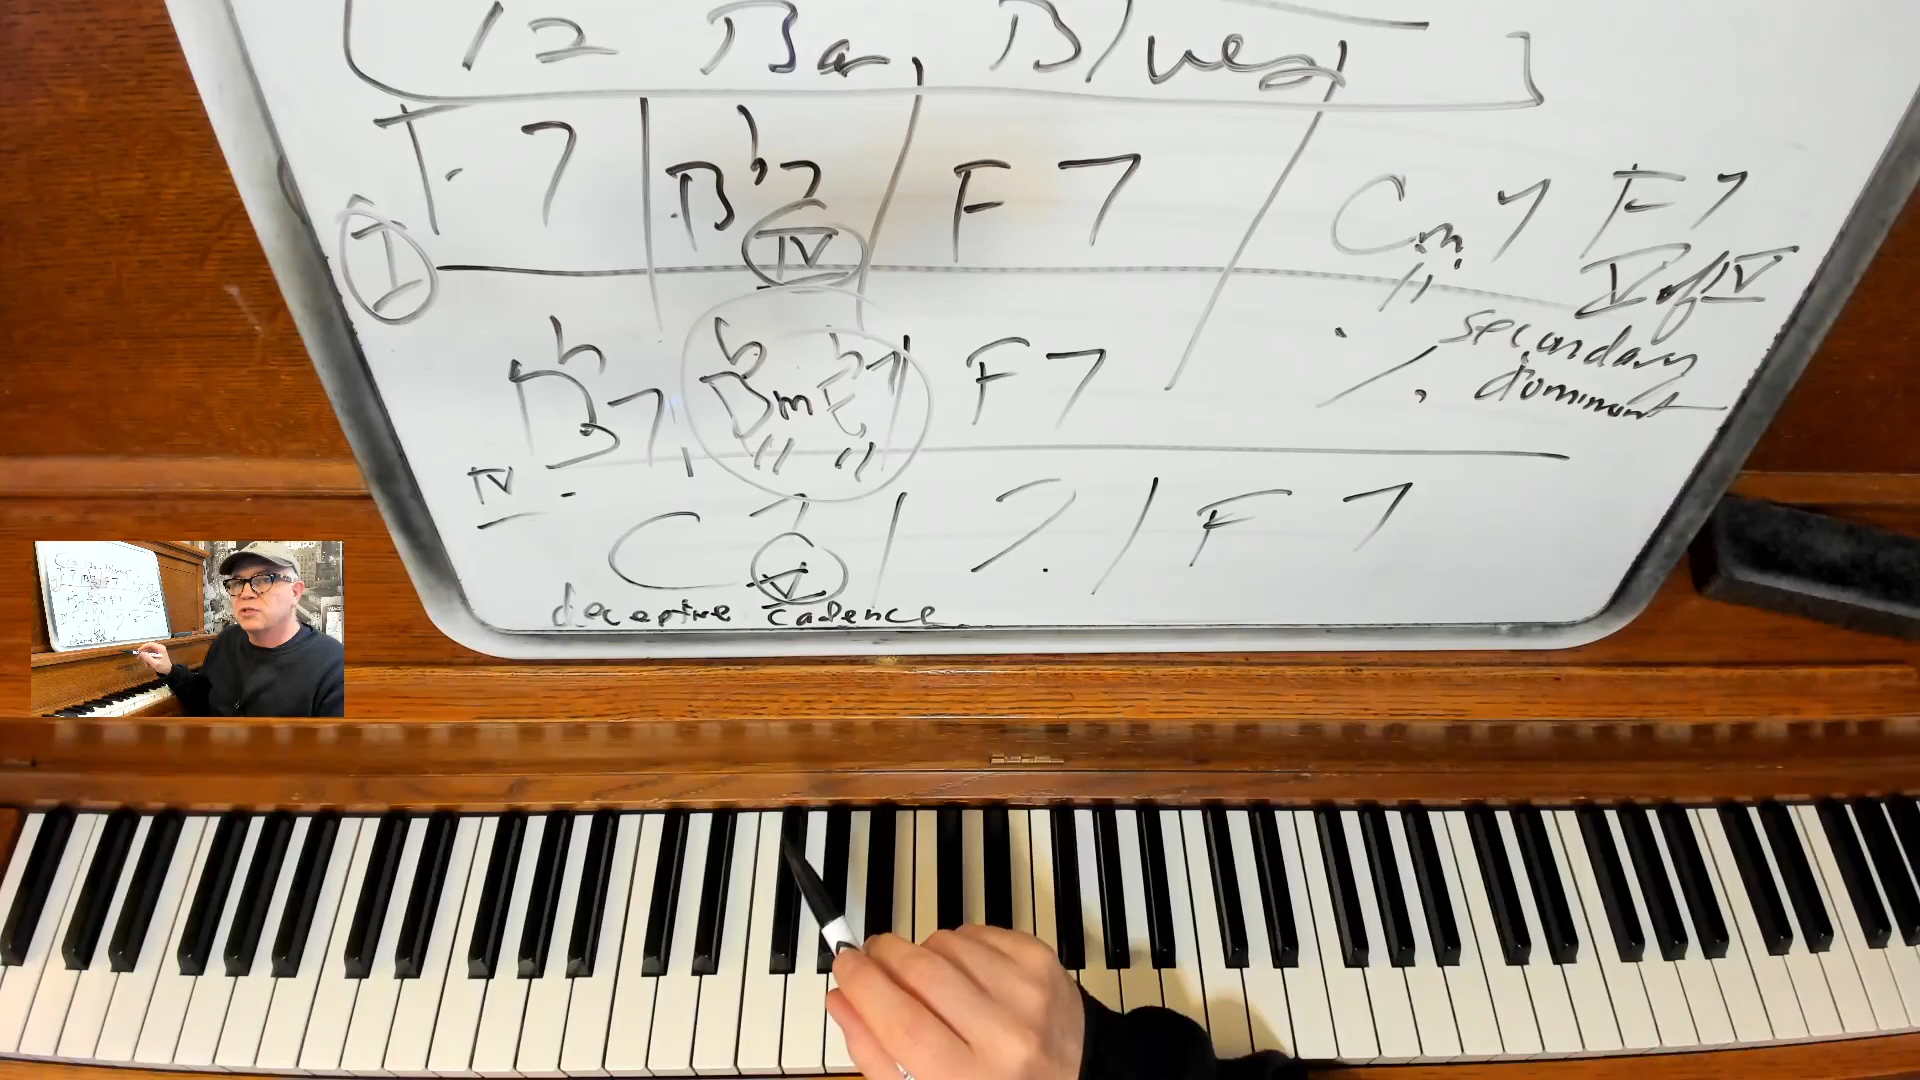 12 Bar Blues
F7 | B♭7 | F7 | Cm7 F7
I IV V of IV
secondary
dominant
B♭7 | B♭m E♭7 | F7 | ٪
IV
C7 | ٪ | F7
V
deceptive cadence